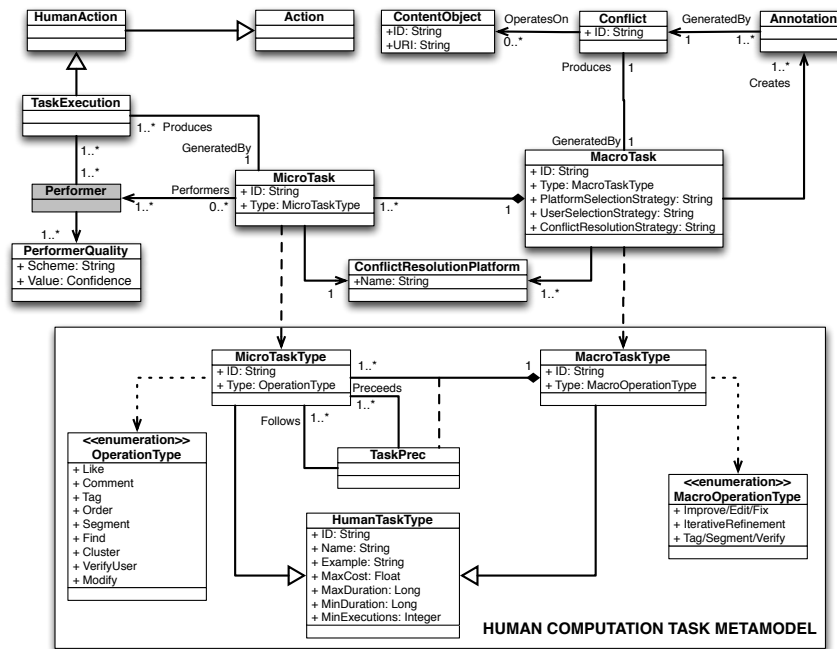 HumanAction
Action
ContentObject
+ID: String
+URI: String
OperatesOn
0..*
Conflict
+ ID: String
GeneratedBy
1
1..*
Annotation
Produces
1
1..*
Creates
TaskExecution
1..*
Produces
GeneratedBy
1
GeneratedBy
1
1..*
1..*
Performer
1..*
Performers
0..*
MicroTask
+ ID: String
+ Type: MicroTaskType
1..*
1
MacroTask
+ ID: String
+ Type: MacroTaskType
+ PlatformSelectionStrategy: String
+ UserSelectionStrategy: String
+ ConflictResolutionStrategy: String
1..*
PerformerQuality
+ Scheme: String
+ Value: Confidence
ConflictResolutionPlatform
+Name: String
1
1..*
MicroTaskType
+ ID: String
+ Type: OperationType
1..*
1
MacroTaskType
+ ID: String
+ Type: MacroOperationType
Preceeds
1..*
Follows
1..*
TaskPrec
<<enumeration>>
OperationType
+ Like
+ Comment
+ Tag
+ Order
+ Segment
+ Find
+ Cluster
+ VerifyUser
+ Modify
<<enumeration>>
MacroOperationType
+ Improve/Edit/Fix
+ IterativeRefinement
+ Tag/Segment/Verify
HumanTaskType
+ ID: String
+ Name: String
+ Example: String
+ MaxCost: Float
+ MaxDuration: Long
+ MinDuration: Long
+ MinExecutions: Integer
HUMAN COMPUTATION TASK METAMODEL